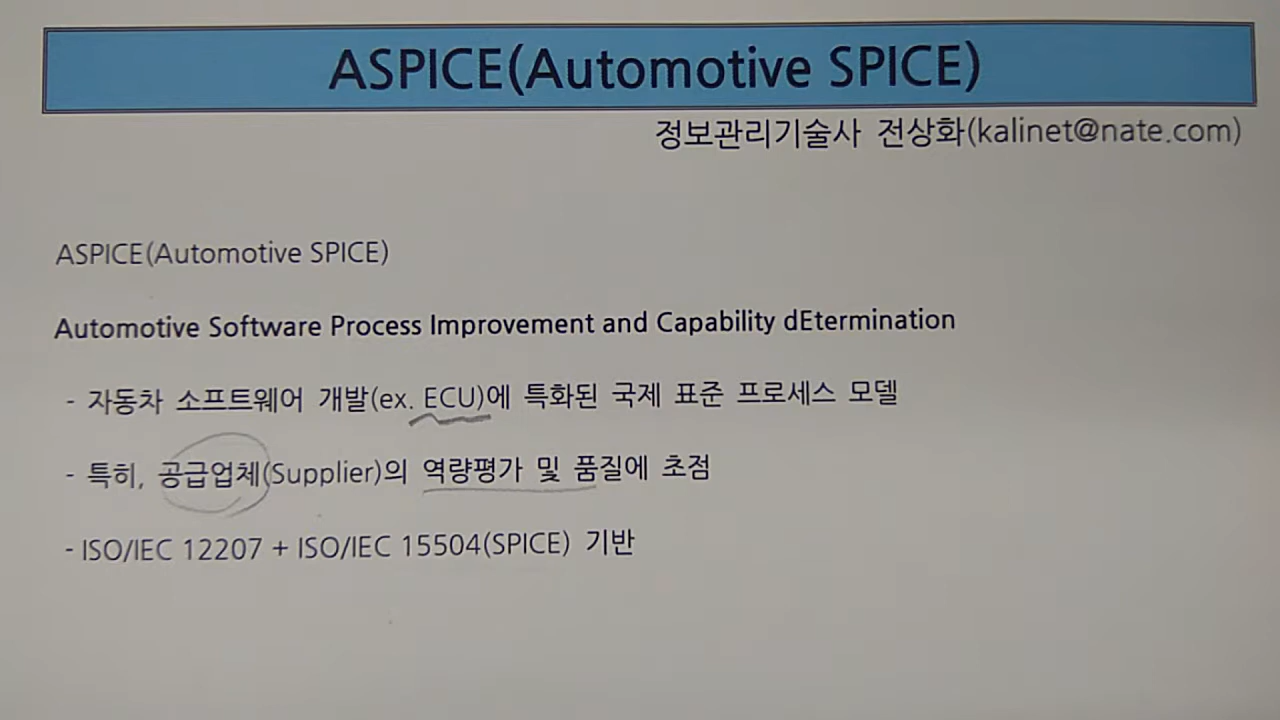 ASPICE(Automotive SPICE)
정보관리기술사 전상화(kalinet@nate.com)
ASPICE(Automotive SPICE)
Automotive Software Process Improvement and Capability dEtermination
- 자동차 소프트웨어 개발(ex. ECU)에 특화된 국제 표준 프로세스 모델
- 특히, 공급업체(Supplier)의 역량평가 및 품질에 초점
- ISO/IEC 12207 + ISO/IEC 15504(SPICE) 기반